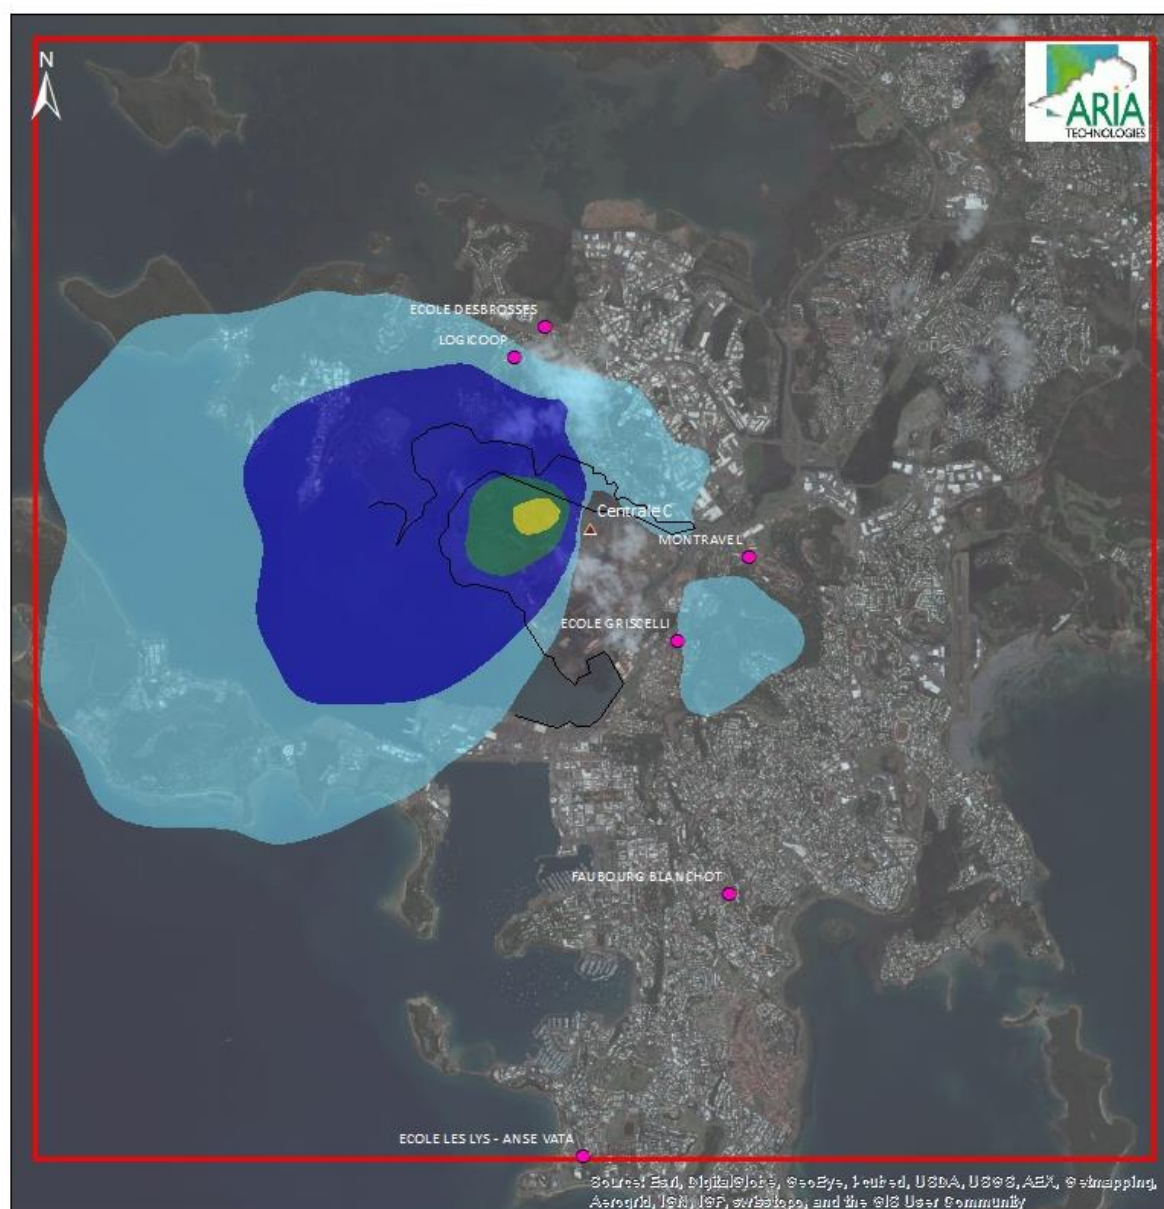 N
ARIA
TECHNOLOGIES
ECOLE DESBROSSES
LOGICOOP
Centrale C
MONTRAVEL
ECOLE GRISCELLI
FAUBOURG BLANCHOT
ECOLE LES LYS - ANSE VATA
Source: Esri, DigitalGlobe, GeoEye, i-cubed, USDA, USGS, AEX, Getmapping,
Aerogrid, IGN, IGP, swisstopo, and the GIS User Community